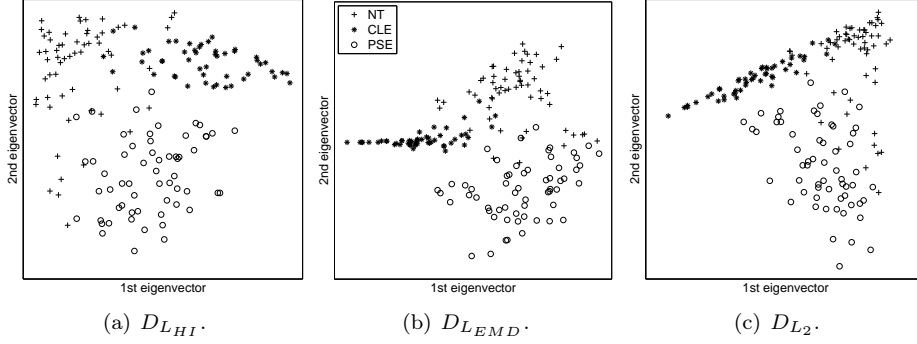 NT
CLE
PSE
2nd eigenvector
2nd eigenvector
2nd eigenvector
1st eigenvector
1st eigenvector
1st eigenvector
(a) D_{L_{HI}}.
(b) D_{L_{EMD}}.
(c) D_{L_2}.